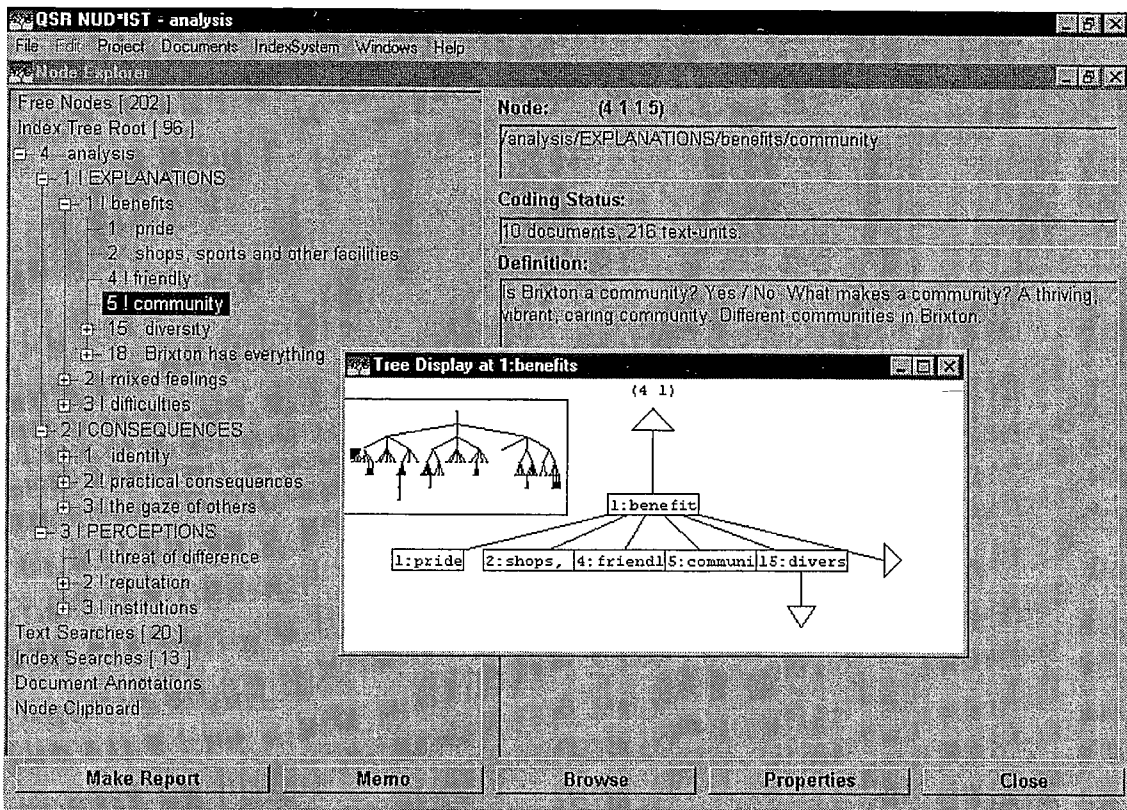 QSR NUD*IST - analysis
File Edit Project Documents IndexSystem Windows Help
Node Explorer
Free Nodes [ 202 ]
Index Tree Root [ 96 ]
4 analysis
1 ! EXPLANATIONS
1 ! benefits
1 pride
2 shops, sports and other facilities
4 ! friendly
5 ! community
15 diversity
18 Brixton has everything
2 ! mixed feelings
3 ! difficulties
2 ! CONSEQUENCES
1 identity
2 ! practical consequences
3 ! the gaze of others
3 ! PERCEPTIONS
1 ! threat of difference
2 ! reputation
3 ! institutions
Text Searches [ 20 ]
Index Searches [ 13 ]
Document Annotations
Node Clipboard
Node: (4 1 1 5)
/analysis/EXPLANATIONS/benefits/community
Coding Status:
10 documents, 216 text-units.
Definition:
Is Brixton a community? Yes / No. What makes a community? A thriving,
vibrant, caring community. Different communities in Brixton.
Tree Display at 1:benefits
(4 1)
1:benefit
1:pride 2:shops, 4:friendl 5:communi 15:divers
Make Report Memo Browse Properties Close